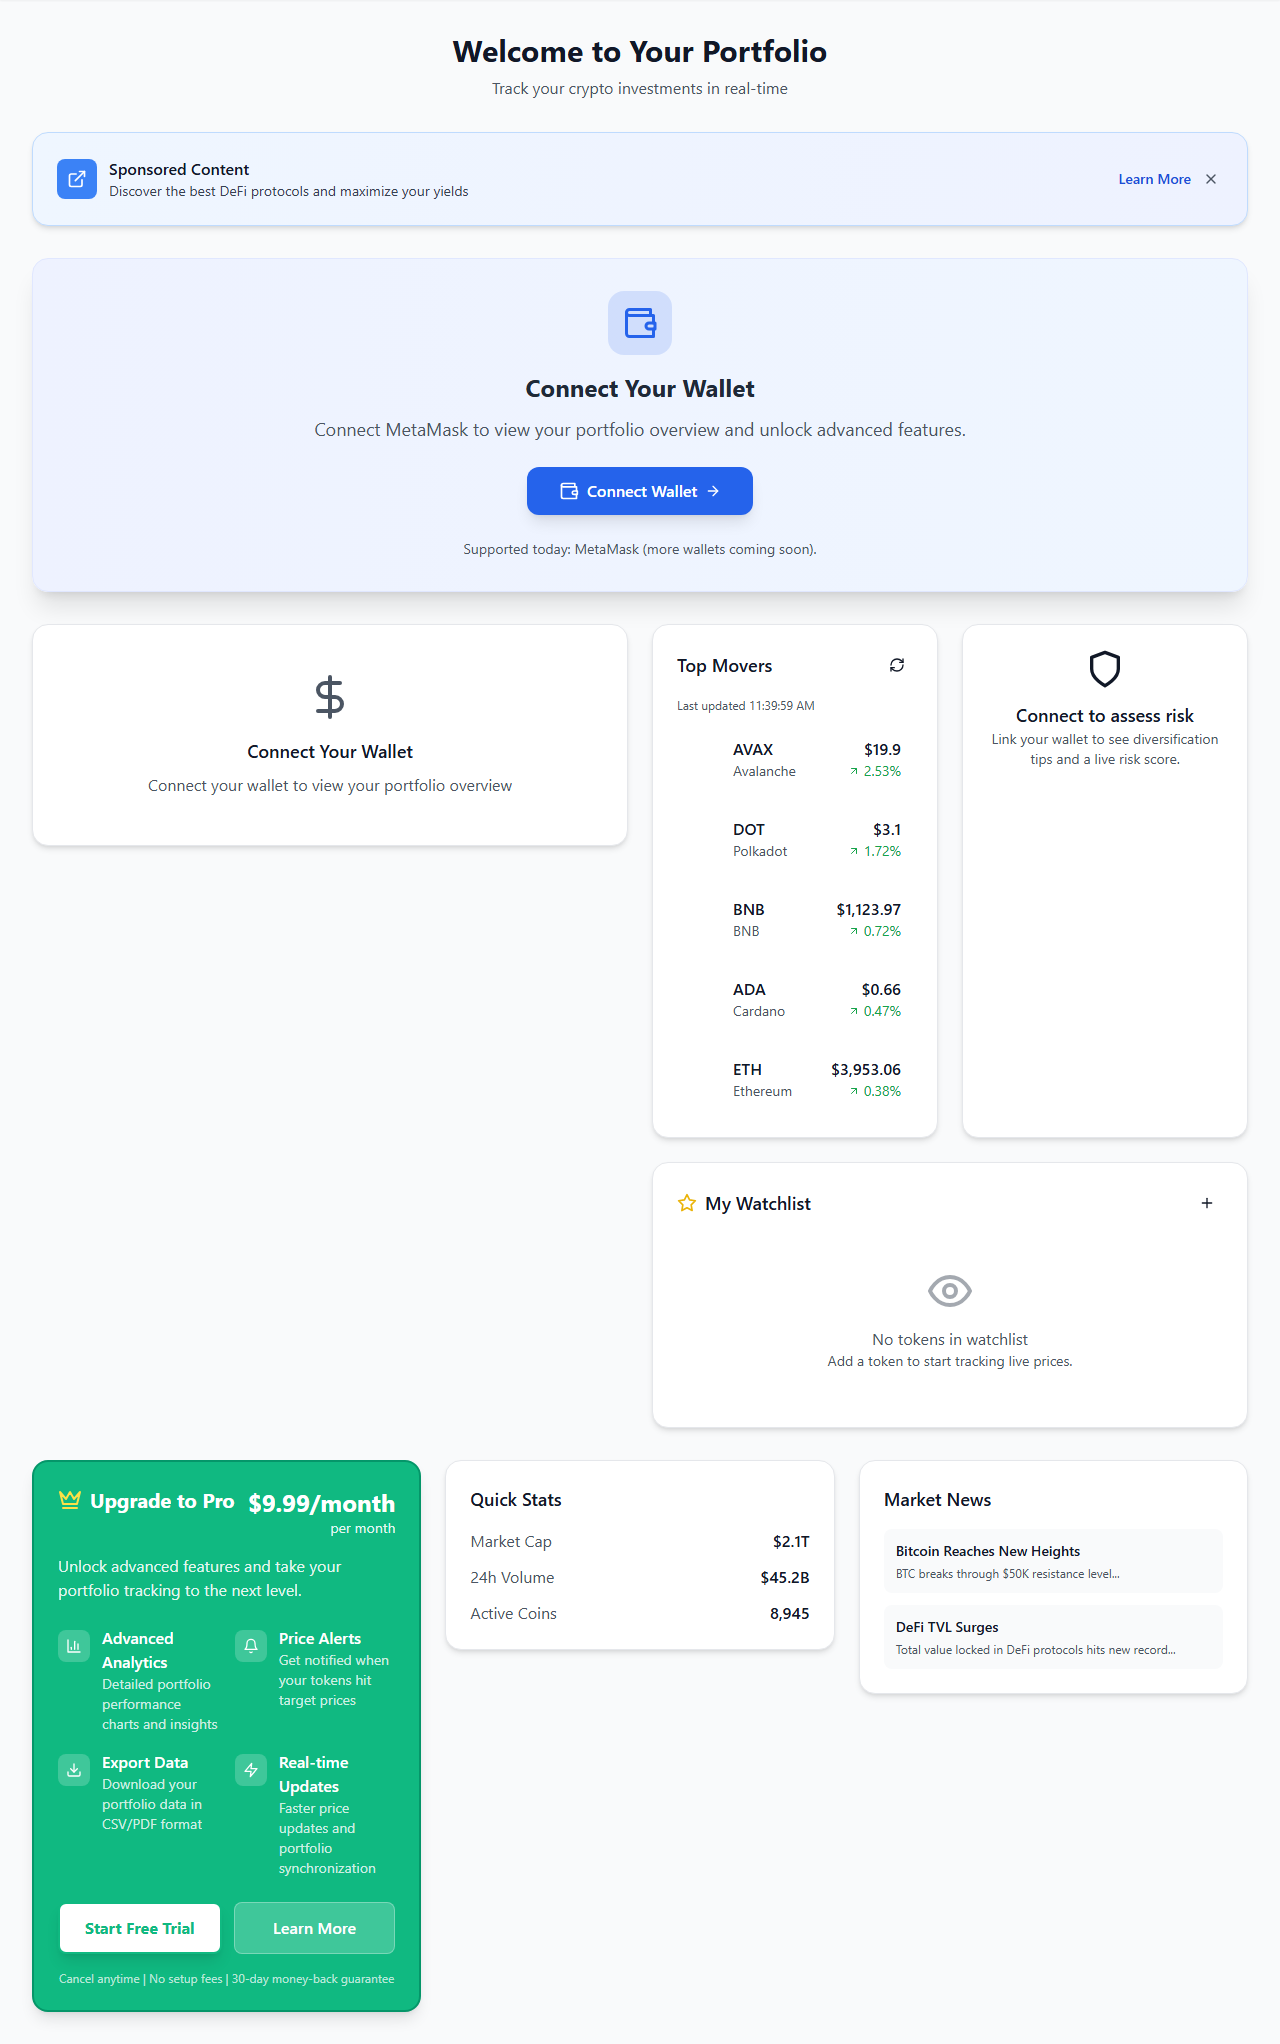 Welcome to Your Portfolio
Track your crypto investments in real-time
Sponsored Content
Discover the best DeFi protocols and maximize your yields
Learn More
Connect Your Wallet
Connect MetaMask to view your portfolio overview and unlock advanced features.
Connect Wallet
Supported today: MetaMask (more wallets coming soon).
Connect Your Wallet
Connect your wallet to view your portfolio overview
Top Movers
Last updated 11:39:59 AM
AVAX $19.9
Avalanche 2.53%
DOT $3.1
Polkadot 1.72%
BNB $1,123.97
BNB 0.72%
ADA $0.66
Cardano 0.47%
ETH $3,953.06
Ethereum 0.38%
Connect to assess risk
Link your wallet to see diversification
tips and a live risk score.
My Watchlist
No tokens in watchlist
Add a token to start tracking live prices.
Upgrade to Pro $9.99/month
per month
Unlock advanced features and take your
portfolio tracking to the next level.
Advanced
Analytics
Detailed portfolio
performance
charts and insights
Price Alerts
Get notified when
your tokens hit
target prices
Export Data
Download your
portfolio data in
CSV/PDF format
Real-time
Updates
Faster price
updates and
portfolio
synchronization
Start Free Trial
Learn More
Cancel anytime | No setup fees | 30-day money-back guarantee
Quick Stats
Market Cap $2.1T
24h Volume $45.2B
Active Coins 8,945
Market News
Bitcoin Reaches New Heights
BTC breaks through $50K resistance level...
DeFi TVL Surges
Total value locked in DeFi protocols hits new record...